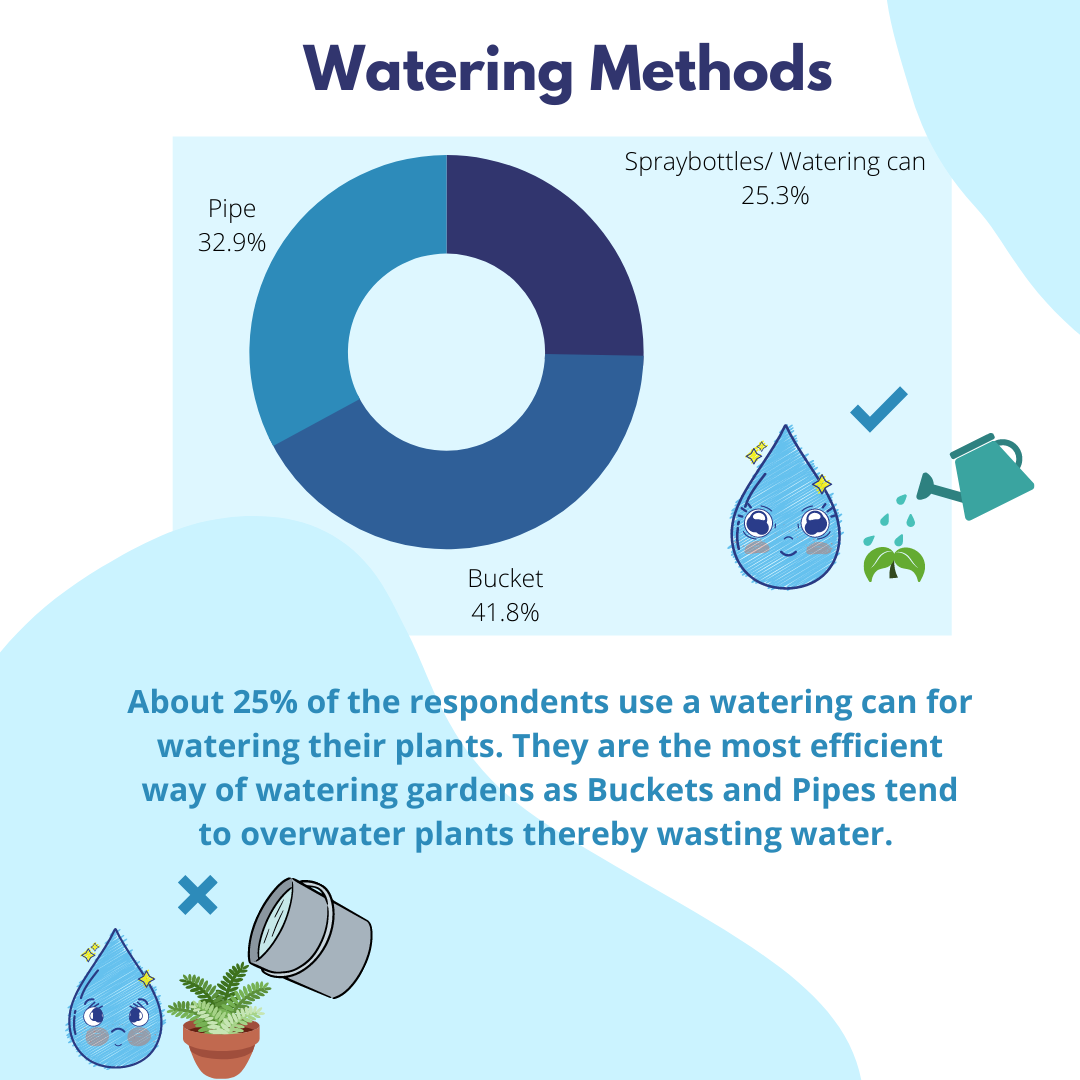 Watering Methods
Spraybottles/ Watering can
25.3%
Pipe
32.9%
Bucket
41.8%
About 25% of the respondents use a watering can for
watering their plants. They are the most efficient
way of watering gardens as Buckets and Pipes tend
to overwater plants thereby wasting water.